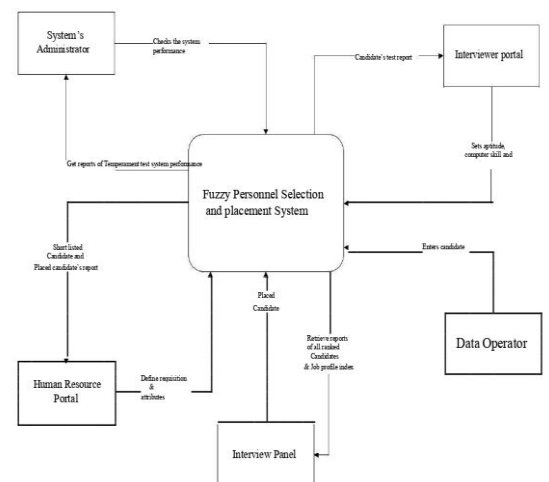 System's
Administrator
Checks the system
performance
Candidate's test report
Interviewer portal
Sets aptitude,
computer skill and
Get reports of Temperament test system performance
Fuzzy Personnel Selection
and placement System
Short listed
Candidate and
Placed candidate's report
Enters candidate
Placed
Candidate
Retrieve reports
of all ranked
Candidates
& Job profile index
Data Operator
Human Resource
Portal
Define requisition
&
attributes
Interview Panel